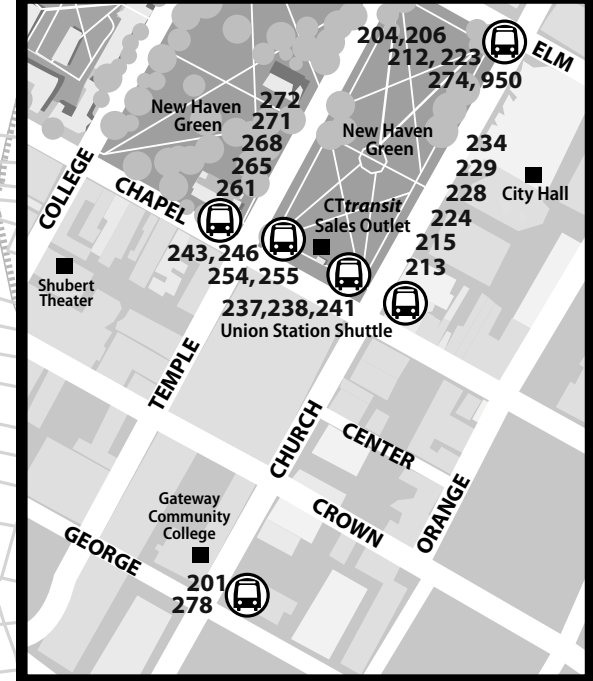 204,206
212, 223
274, 950
ELM
New Haven
Green
272
271
268
265
261
New Haven
Green
234
229
228
224
215
213
City Hall
COLLEGE
CHAPEL
CTtransit
Sales Outlet
243, 246
254, 255
Shubert
Theater
237,238,241
Union Station Shuttle
TEMPLE
CHURCH
CENTER
ORANGE
CROWN
Gateway
Community
College
GEORGE
201
278